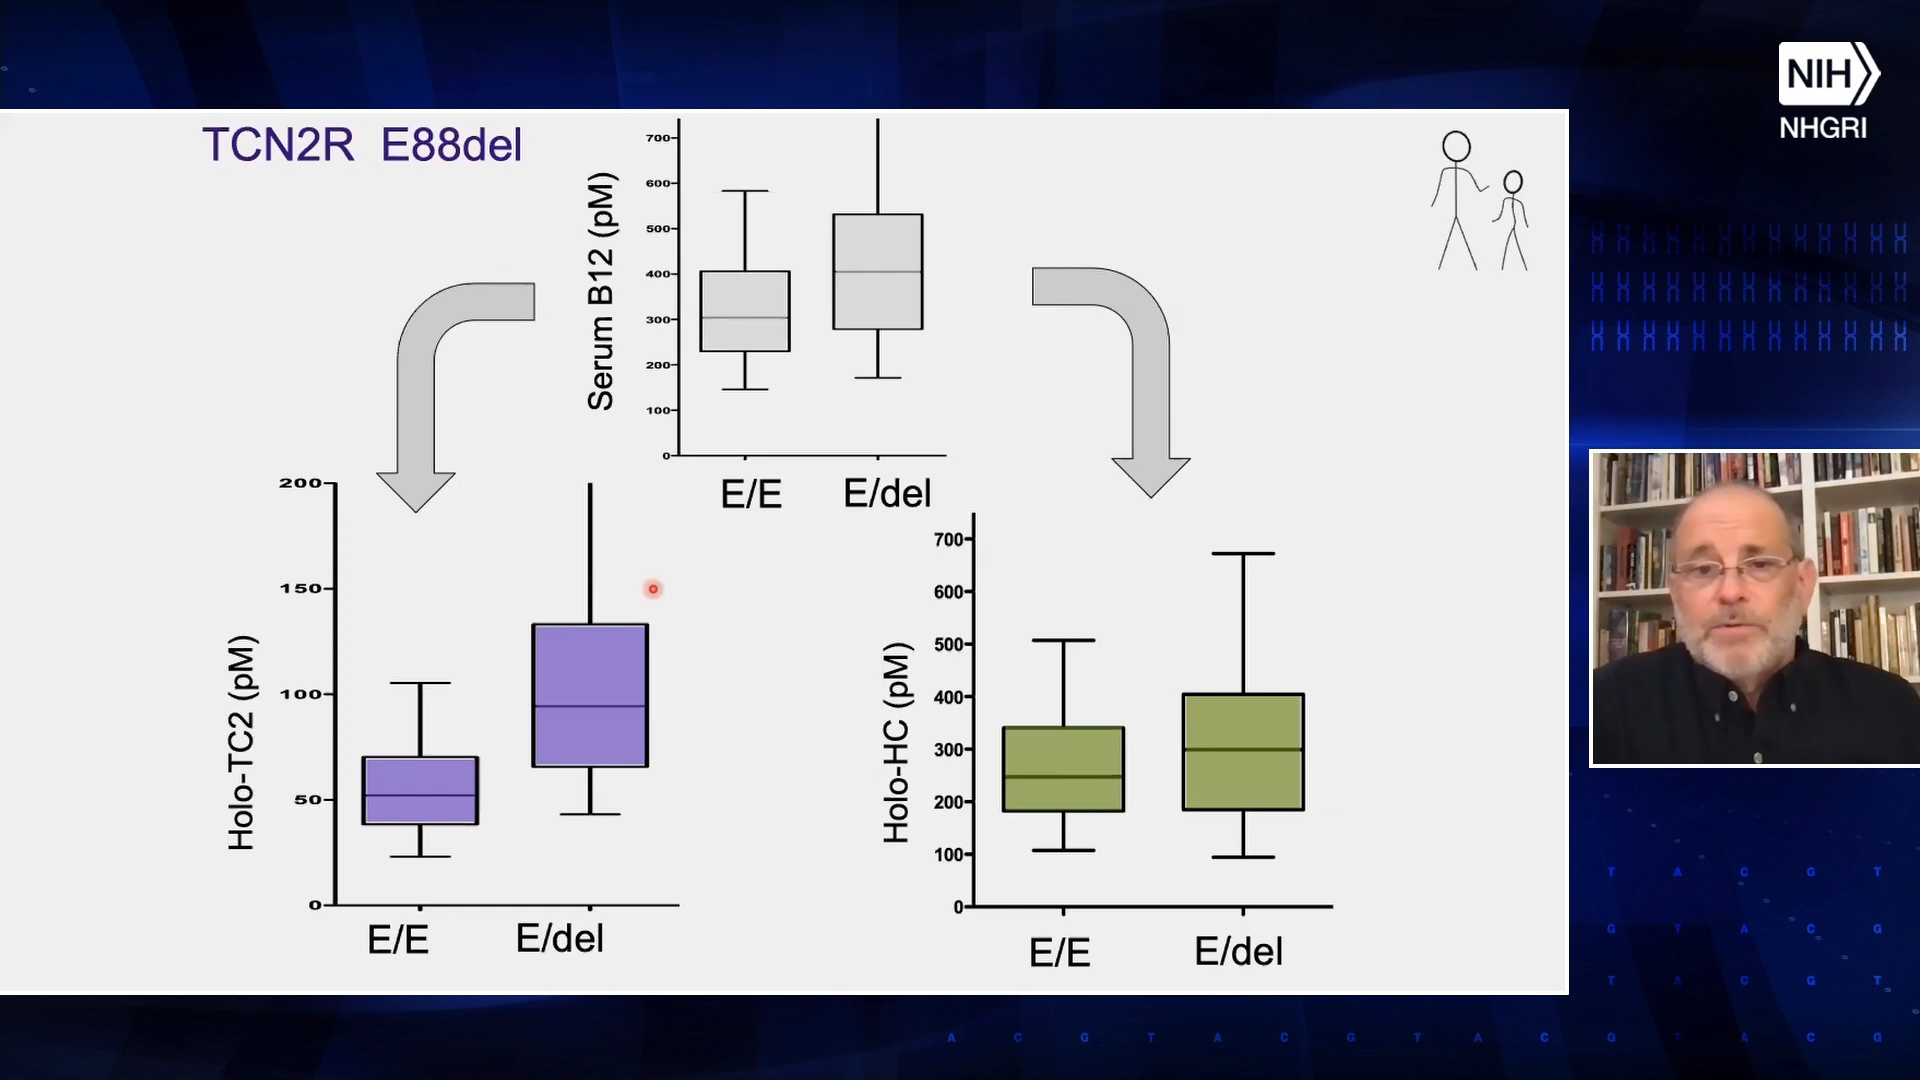 NIH
NHGRI
TCN2R E88del
Serum B12 (pM)
700
600
500
400
300
200
100
0
E/E E/del
Holo-TC2 (pM)
200
150
100
50
0
E/E E/del
Holo-HC (pM)
700
600
500
400
300
200
100
0
E/E E/del
T A C G T
G T A C G
T A C G T
A C G T A C G T A C G T A C G